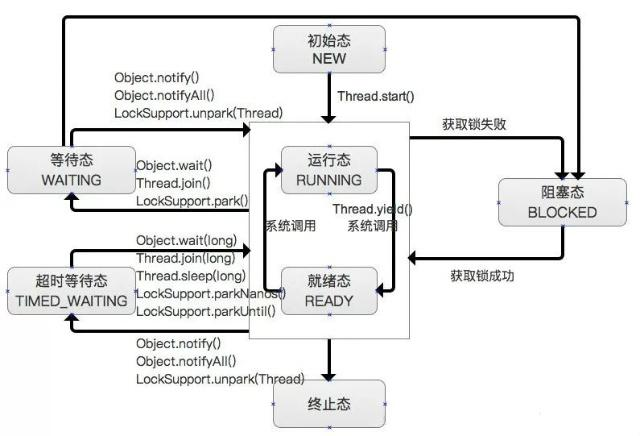 初始态
NEW
Object.notify()
Object.notifyAll()
LockSupport.unpark(Thread)
Thread.start()
获取锁失败
等待态
WAITING
Object.wait()
Thread.join()
LockSupport.park()
运行态
RUNNING
阻塞态
BLOCKED
Thread.yield()
系统调用
系统调用
Object.wait(long)
Thread.join(long)
Thread.sleep(long)
LockSupport.parkNanos()
LockSupport.parkUntil()
超时等待态
TIMED_WAITING
就绪态
READY
获取锁成功
Object.notify()
Object.notifyAll()
LockSupport.unpark(Thread)
终止态